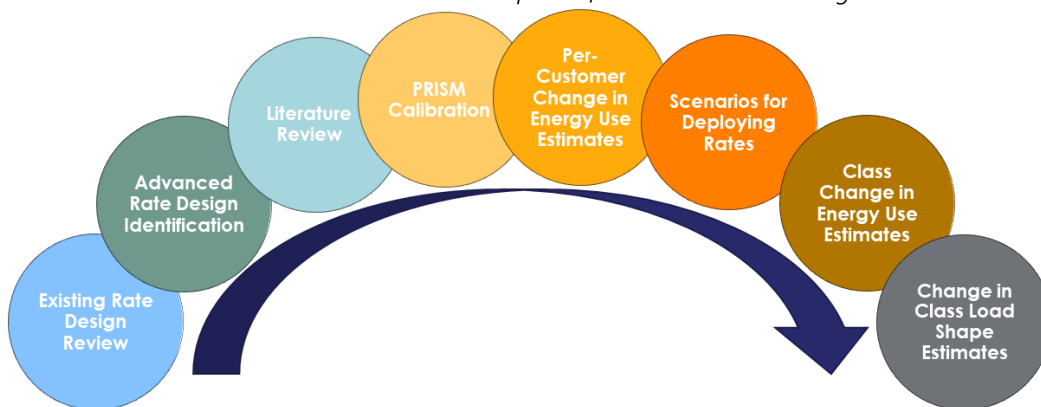 Existing Rate
Design
Review
Advanced
Rate Design
Identification
Literature
Review
PRISM
Calibration
Per-
Customer
Change in
Energy Use
Estimates
Scenarios for
Deploying
Rates
Class
Change in
Energy Use
Estimates
Change in
Class Load
Shape
Estimates